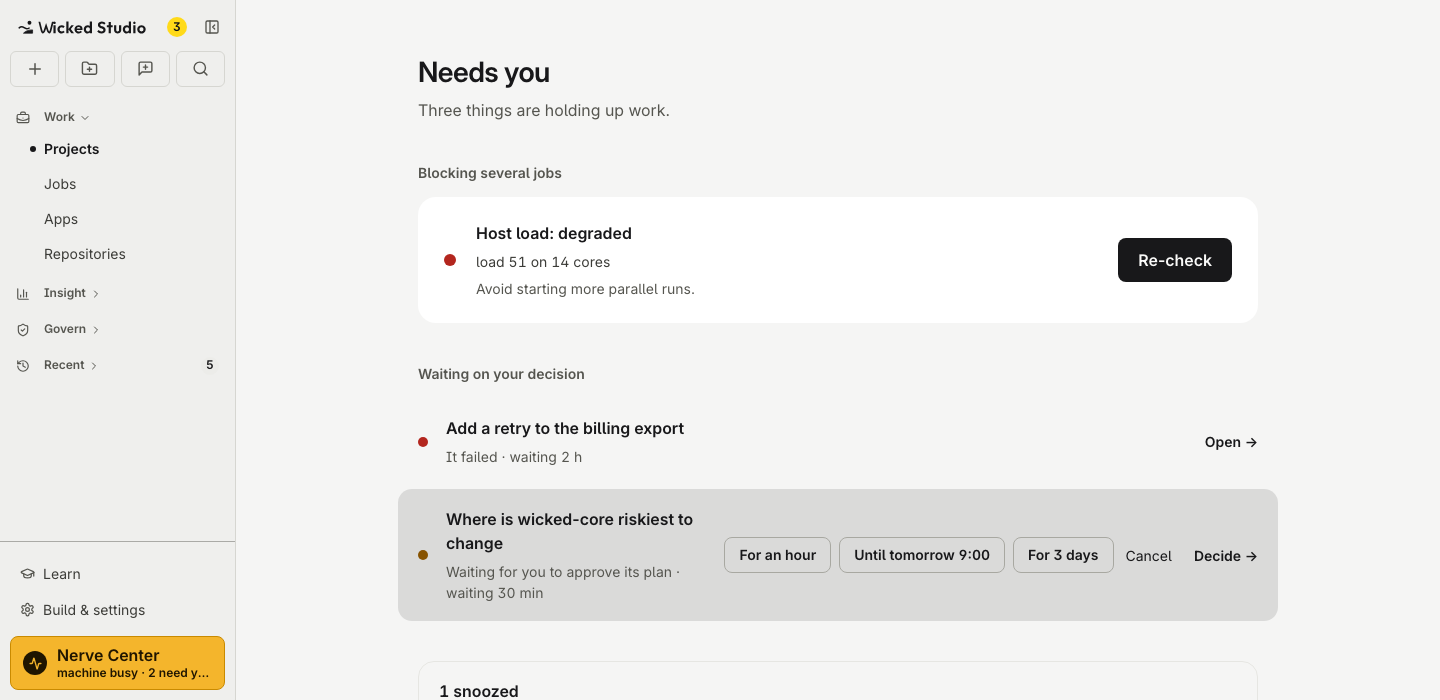 Wicked Studio
3
Work
Projects
Jobs
Apps
Repositories
Insight
Govern
Recent
5
Learn
Build & settings
Nerve Center
machine busy · 2 need y...
Needs you
Three things are holding up work.
Blocking several jobs
Host load: degraded
load 51 on 14 cores
Avoid starting more parallel runs.
Re-check
Waiting on your decision
Add a retry to the billing export
It failed · waiting 2 h
Open →
Where is wicked-core riskiest to
change
Waiting for you to approve its plan ·
waiting 30 min
For an hour
Until tomorrow 9:00
For 3 days
Cancel
Decide →
1 snoozed